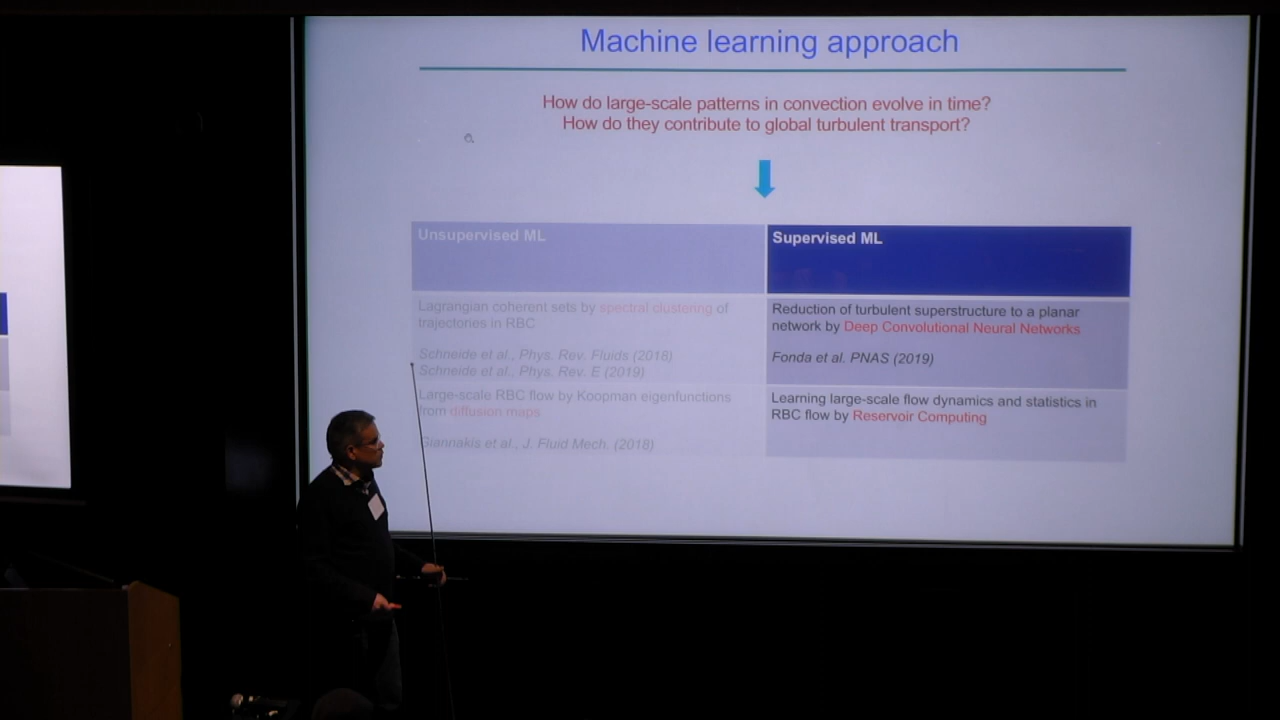 Machine learning approach
How do large-scale patterns in convection evolve in time?
How do they contribute to global turbulent transport?
Unsupervised ML
Supervised ML
Lagrangian coherent sets by spectral clustering of
trajectories in RBC
Schneide et al., Phys. Rev. Fluids (2018)
Schneide et al., Phys. Rev. E (2019)
Reduction of turbulent superstructure to a planar
network by Deep Convolutional Neural Networks
Fonda et al. PNAS (2019)
Large-scale RBC flow by Koopman eigenfunctions
from diffusion maps
Giannakis et al., J. Fluid Mech. (2018)
Learning large-scale flow dynamics and statistics in
RBC flow by Reservoir Computing